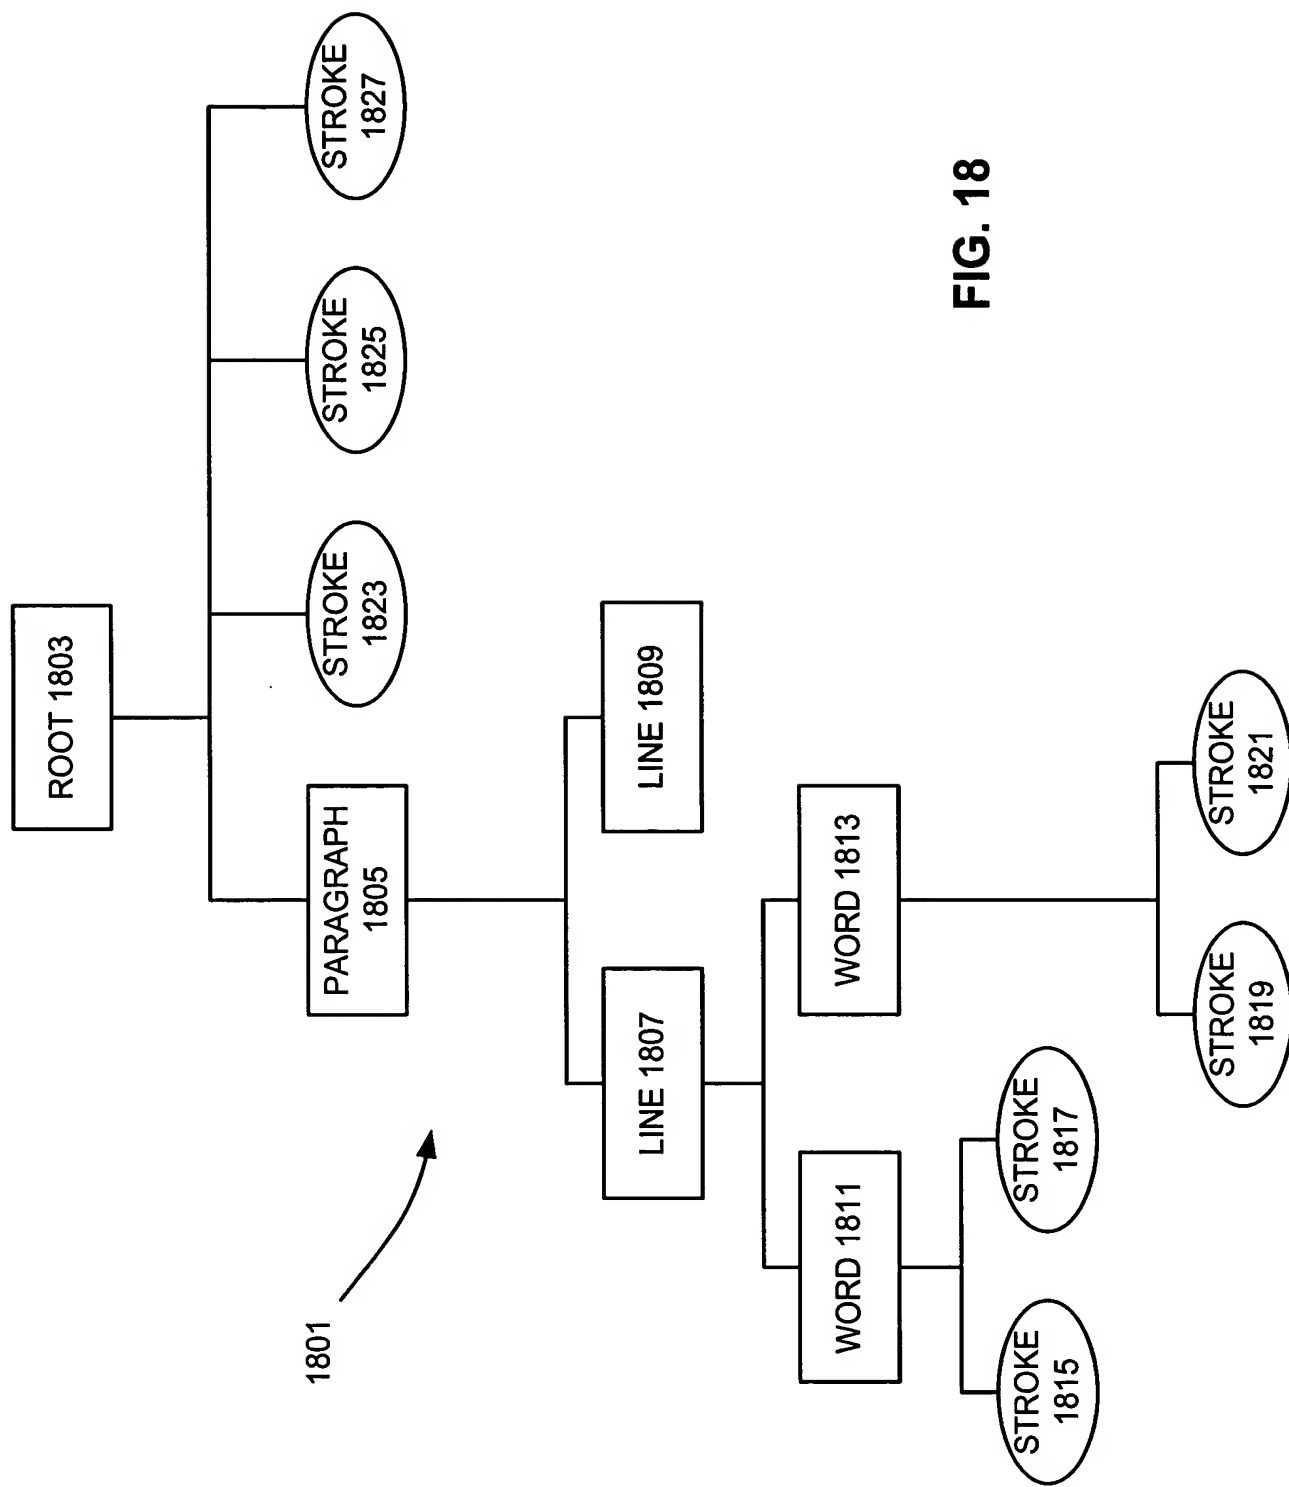 ROOT 1803
PARAGRAPH
1805
STROKE
1823
STROKE
1825
STROKE
1827
1801
LINE 1807
LINE 1809
WORD 1811
WORD 1813
STROKE
1815
STROKE
1817
STROKE
1819
STROKE
1821
FIG. 18